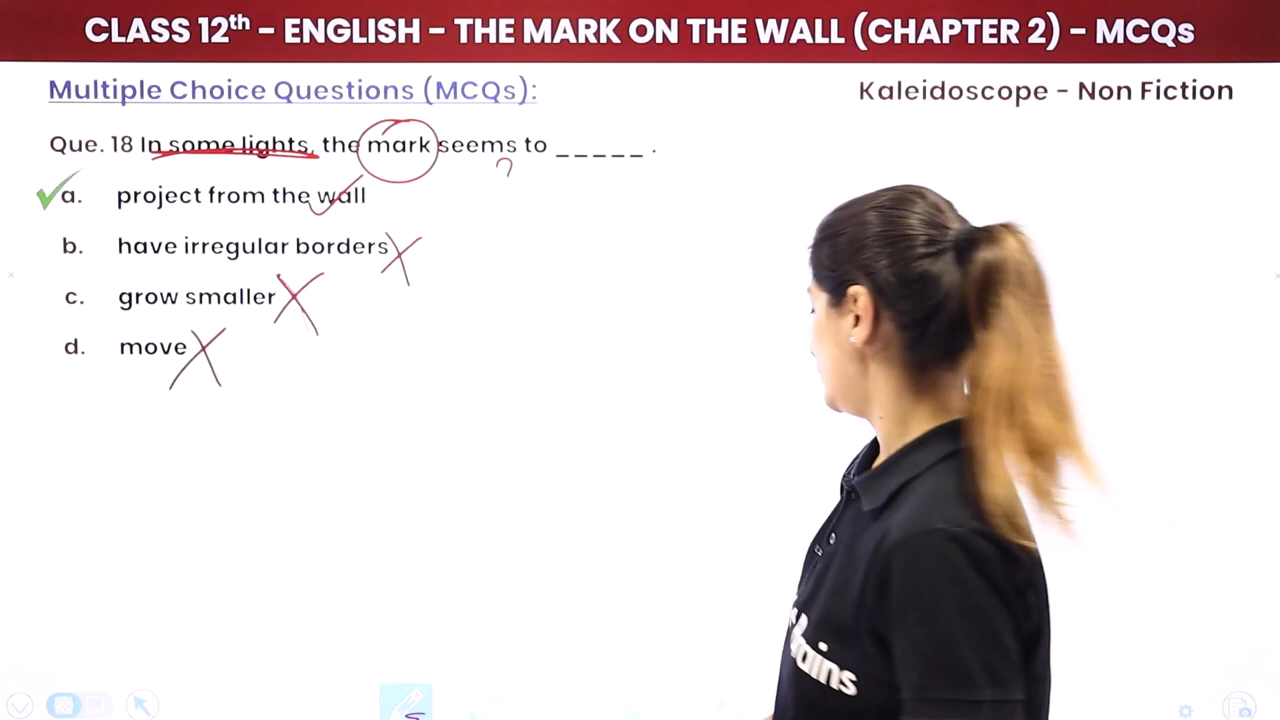 CLASS 12th – ENGLISH – THE MARK ON THE WALL (CHAPTER 2) – MCQs
Multiple Choice Questions (MCQs):
Kaleidoscope - Non Fiction
Que. 18 In some lights, the mark seems to _____ .
?
a. project from the wall
b. have irregular borders
c. grow smaller
d. move